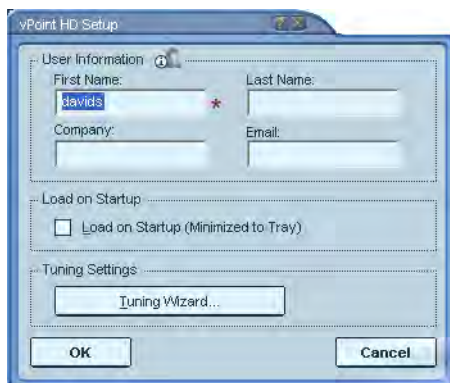 vPoint HD Setup
User Information
First Name:
Last Name:
davids *
Company:
Email:
Load on Startup
Load on Startup (Minimized to Tray)
Tuning Settings
Tuning Wizard...
OK
Cancel